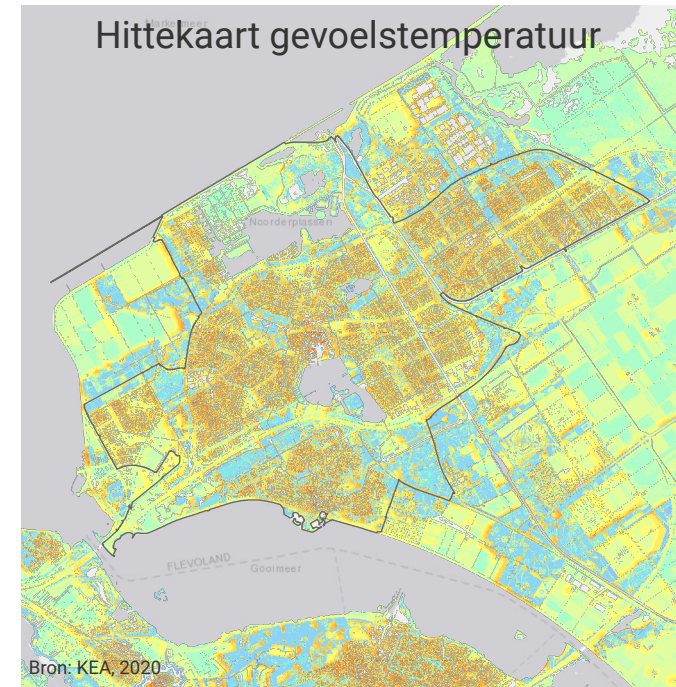 Markermeer
Hittekaart gevoelstemperatuur
Noorderplassen
FLEVOLAND
Gooimeer
Bron: KEA, 2020